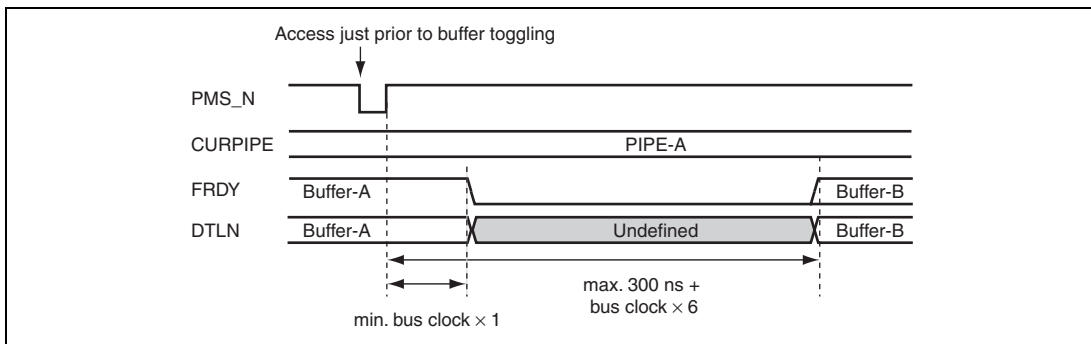 Access just prior to buffer toggling
PMS_N
CURPIPE
PIPE-A
FRDY
Buffer-A
Buffer-B
DTLN
Buffer-A
Undefined
Buffer-B
max. 300 ns +
bus clock × 6
min. bus clock × 1